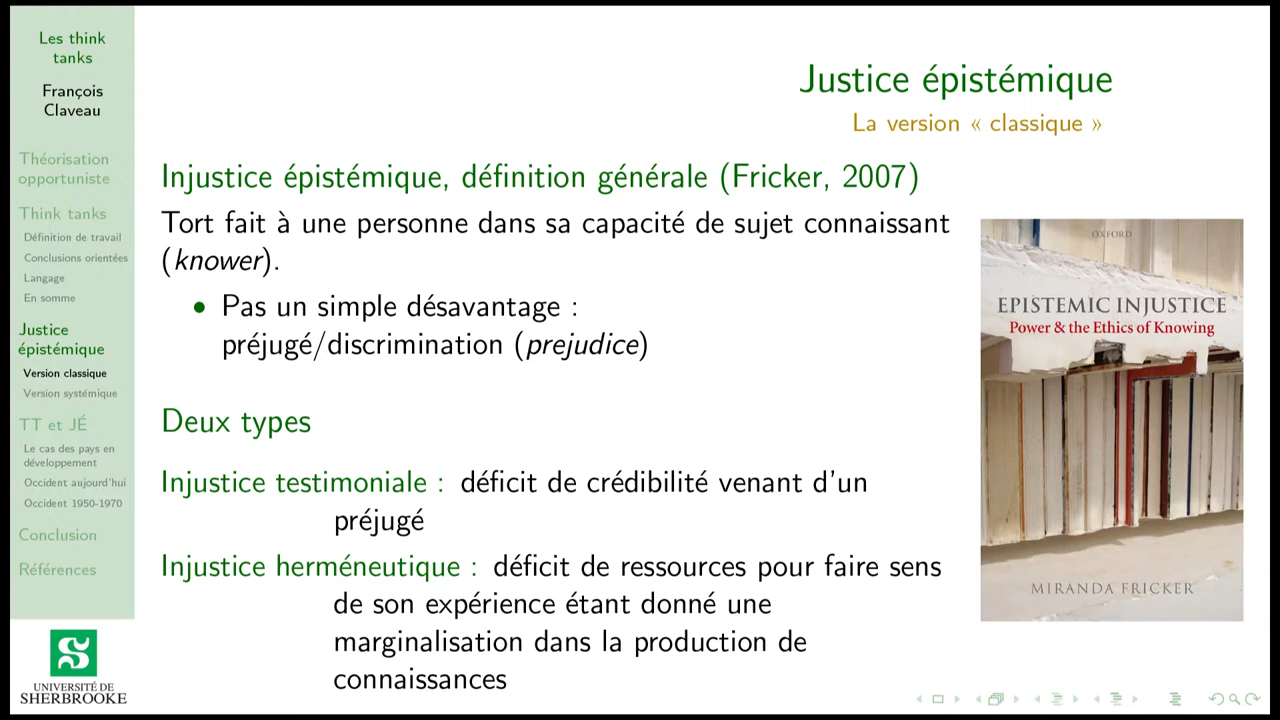 Les think
tanks
François
Claveau
Théorisation
opportuniste
Think tanks
Définition de travail
Conclusions orientées
Langage
En somme
Justice
épistémique
Version classique
Version systémique
TT et JÉ
Le cas des pays en
développement
Occident aujourd'hui
Occident 1950-1970
Conclusion
Références
UNIVERSITÉ DE
SHERBROOKE
Justice épistémique
La version « classique »
Injustice épistémique, définition générale (Fricker, 2007)
Tort fait à une personne dans sa capacité de sujet connaissant
(knower).
• Pas un simple désavantage :
préjugé/discrimination (prejudice)
Deux types
Injustice testimoniale : déficit de crédibilité venant d'un
préjugé
Injustice herméneutique : déficit de ressources pour faire sens
de son expérience étant donné une
marginalisation dans la production de
connaissances
OXFORD
EPISTEMIC INJUSTICE
Power & the Ethics of Knowing
MIRANDA FRICKER